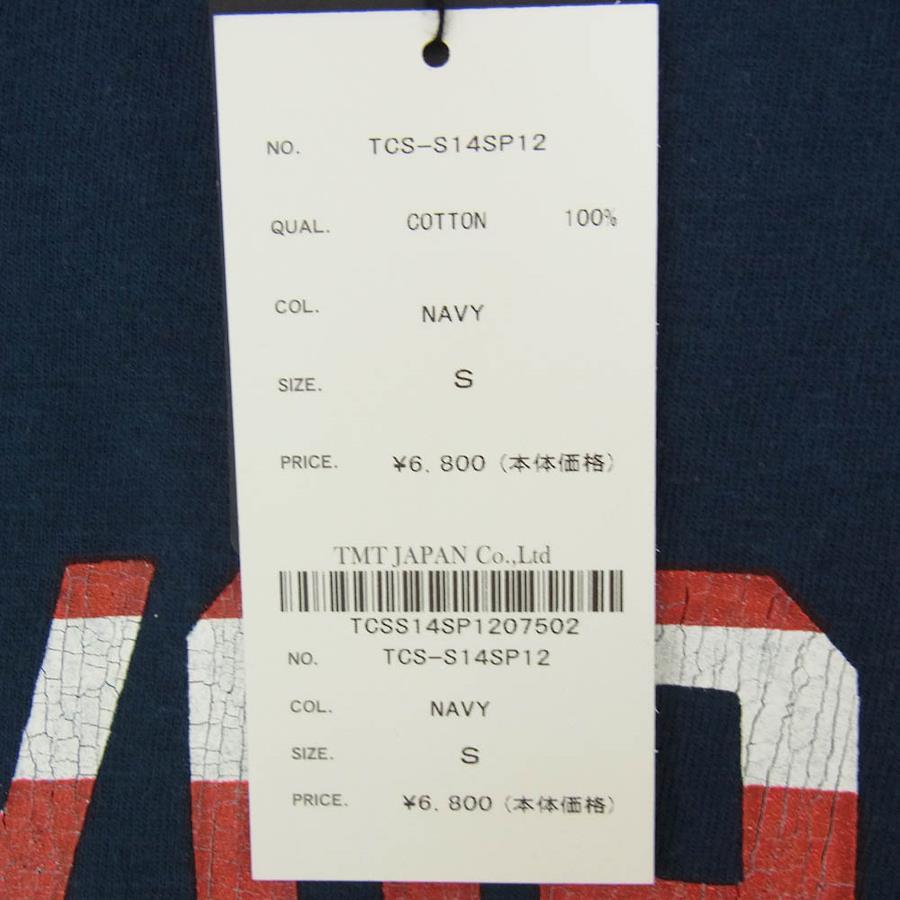 NO. TCS-S14SP12
QUAL. COTTON 100%
COL. NAVY
SIZE. S
PRICE. ¥6,800 (本体価格)
TMT JAPAN Co.,Ltd
TCSS14SP1207502
NO. TCS-S14SP12
COL. NAVY
SIZE. S
PRICE. ¥6,800 (本体価格)